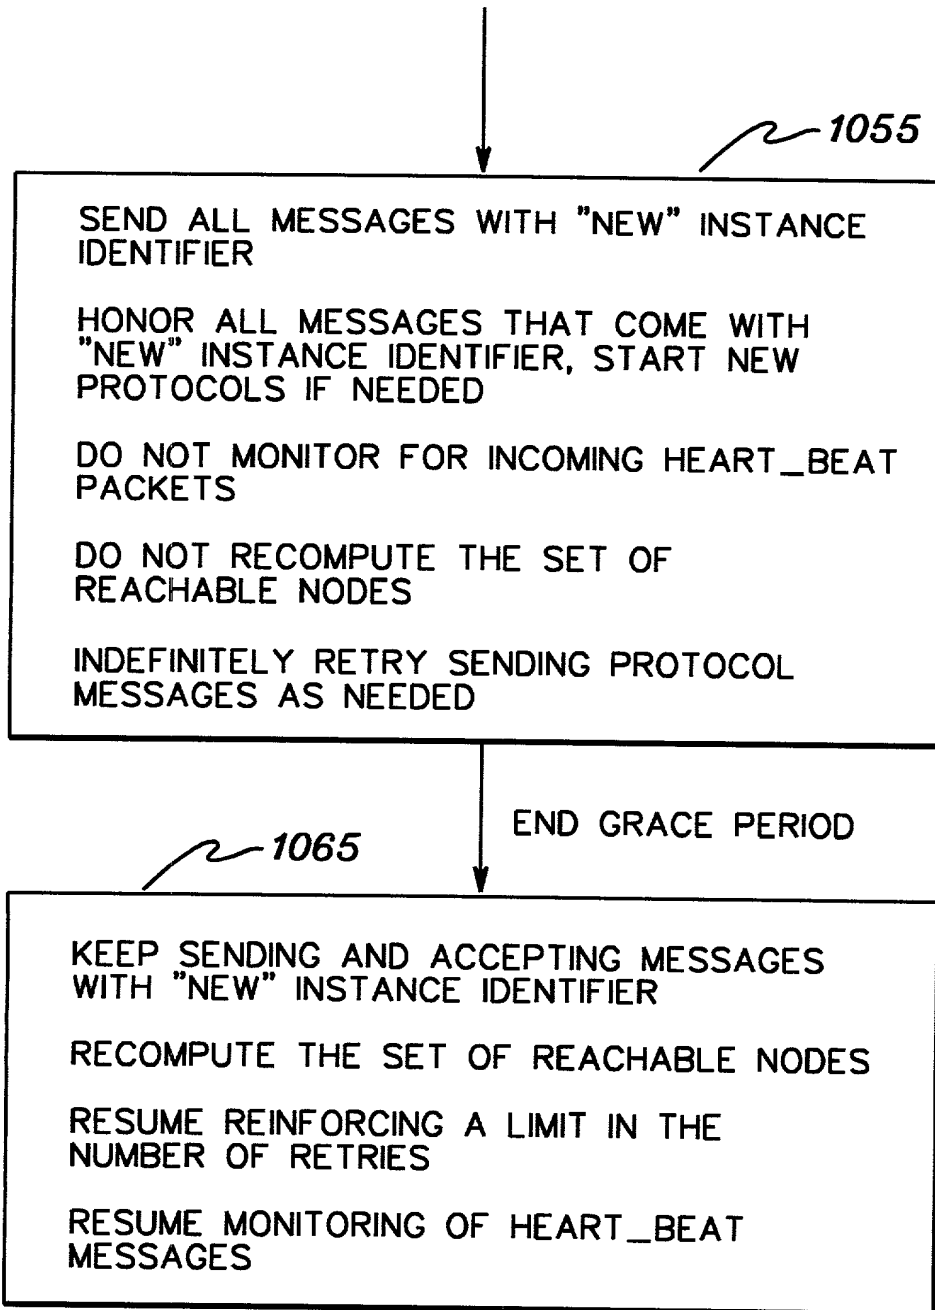 1055
SEND ALL MESSAGES WITH "NEW" INSTANCE
IDENTIFIER
HONOR ALL MESSAGES THAT COME WITH
"NEW" INSTANCE IDENTIFIER, START NEW
PROTOCOLS IF NEEDED
DO NOT MONITOR FOR INCOMING HEART_BEAT
PACKETS
DO NOT RECOMPUTE THE SET OF
REACHABLE NODES
INDEFINITELY RETRY SENDING PROTOCOL
MESSAGES AS NEEDED
END GRACE PERIOD
1065
KEEP SENDING AND ACCEPTING MESSAGES
WITH "NEW" INSTANCE IDENTIFIER
RECOMPUTE THE SET OF REACHABLE NODES
RESUME REINFORCING A LIMIT IN THE
NUMBER OF RETRIES
RESUME MONITORING OF HEART_BEAT
MESSAGES